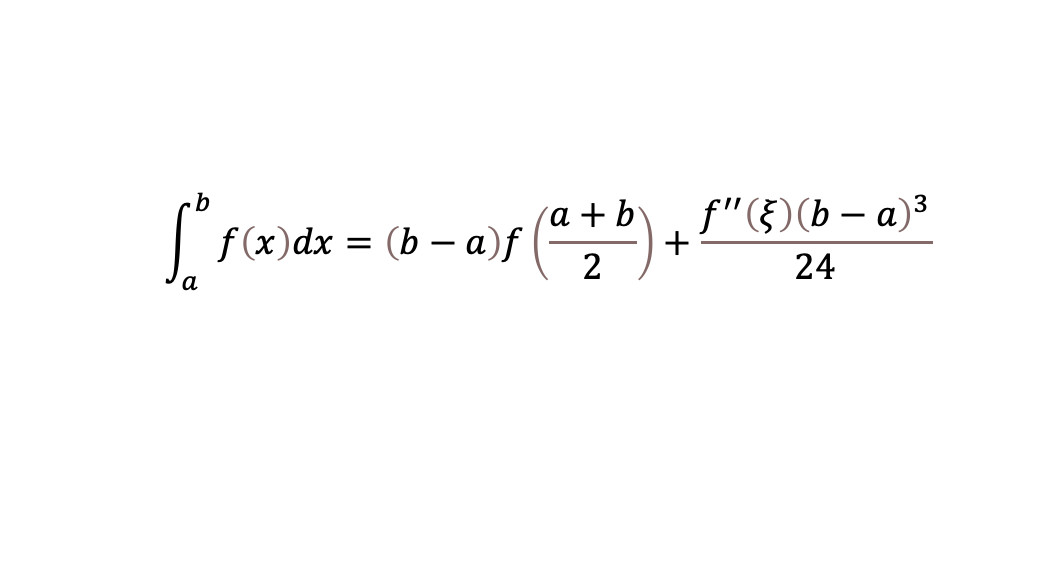 ∫_a^b f(x)dx = (b − a)f((a + b)/2) + f″(ξ)(b − a)³/24